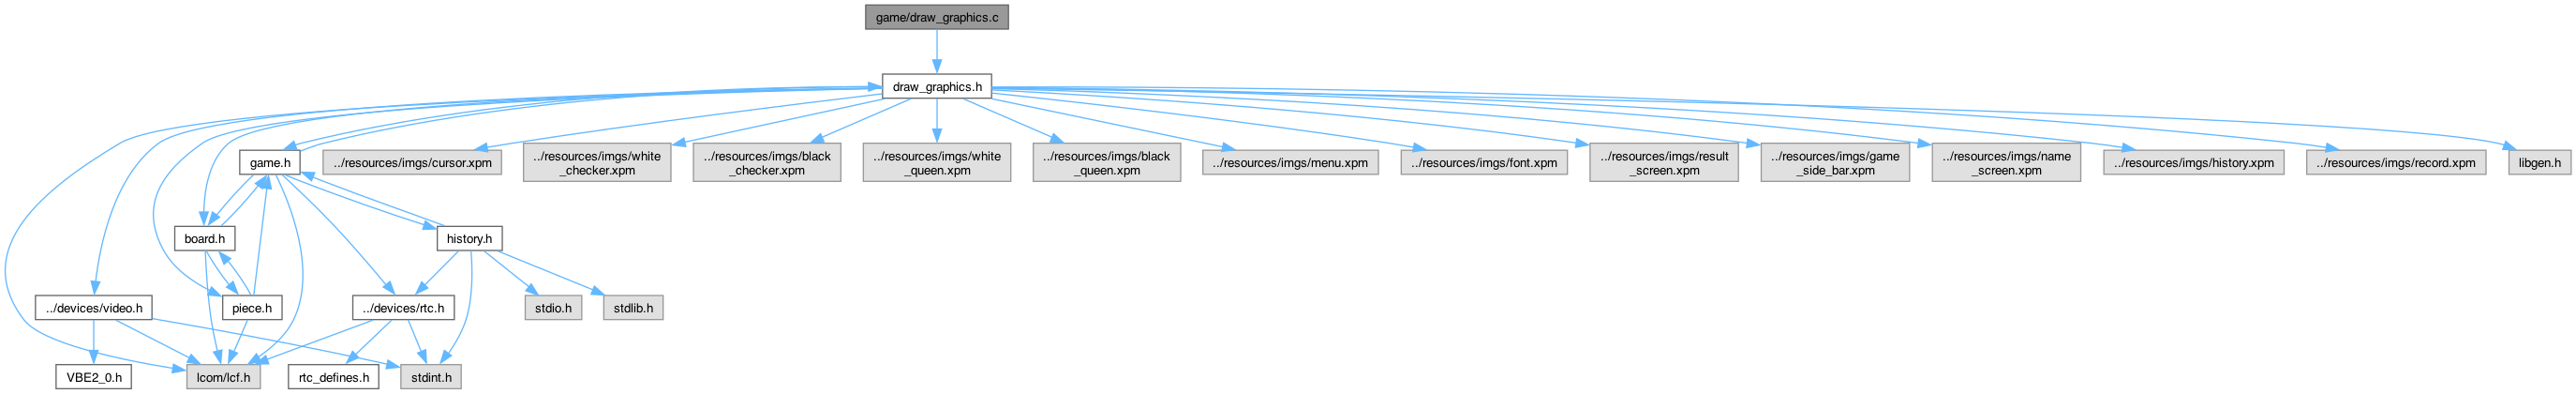 game/draw_graphics.c
draw_graphics.h
game.h
../resources/imgs/cursor.xpm
../resources/imgs/white
_checker.xpm
../resources/imgs/black
_checker.xpm
../resources/imgs/white
_queen.xpm
../resources/imgs/black
_queen.xpm
../resources/imgs/menu.xpm
../resources/imgs/font.xpm
../resources/imgs/result
_screen.xpm
../resources/imgs/game
_side_bar.xpm
../resources/imgs/name
_screen.xpm
../resources/imgs/history.xpm
../resources/imgs/record.xpm
libgen.h
board.h
history.h
../devices/video.h
piece.h
../devices/rtc.h
stdio.h
stdlib.h
VBE2_0.h
lcom/lcf.h
rtc_defines.h
stdint.h